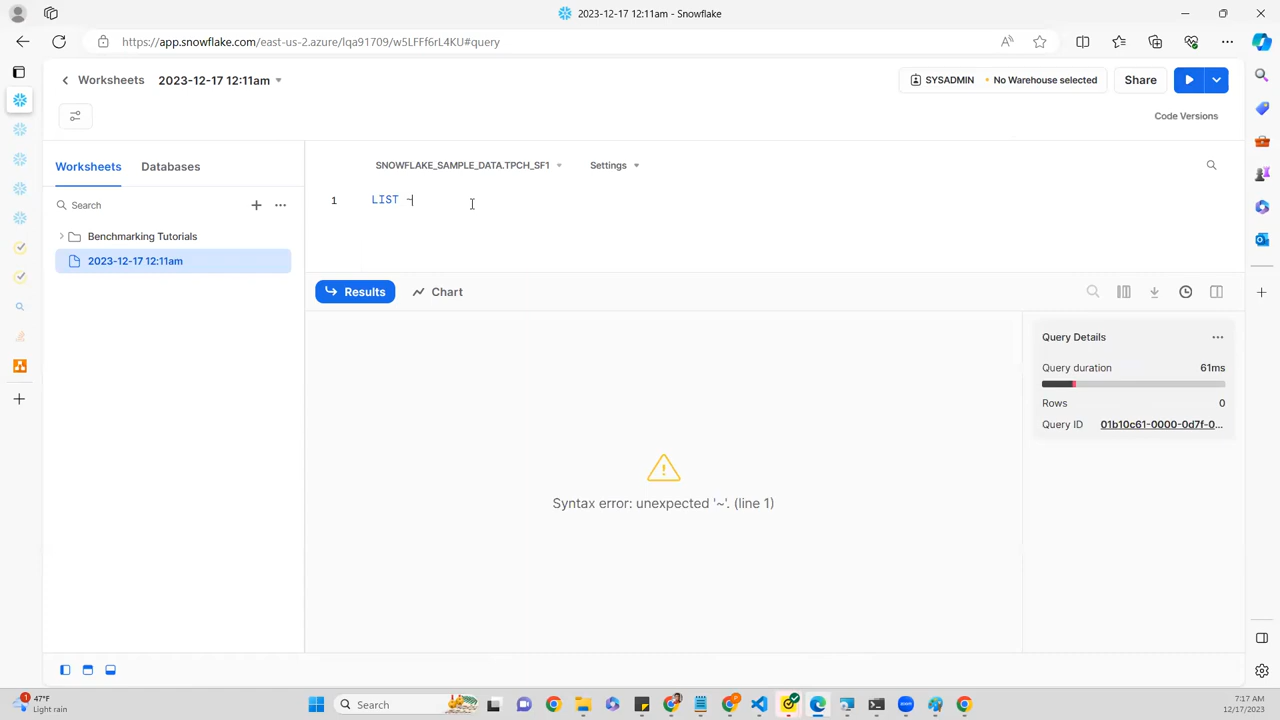 2023-12-17 12:11am - Snowflake
https://app.snowflake.com/east-us-2.azure/lqa91709/w5LFFf6rL4KU#query
Worksheets 2023-12-17 12:11am
SYSADMIN No Warehouse selected
Share
Code Versions
Worksheets Databases
SNOWFLAKE_SAMPLE_DATA.TPCH_SF1 Settings
1 LIST ~
Search
Benchmarking Tutorials
2023-12-17 12:11am
Results Chart
Query Details
Query duration 61ms
Rows 0
Query ID 01b10c61-0000-0d7f-0...
Syntax error: unexpected '~'. (line 1)
1
47°F
Light rain
Search
7:17 AM
12/17/2023